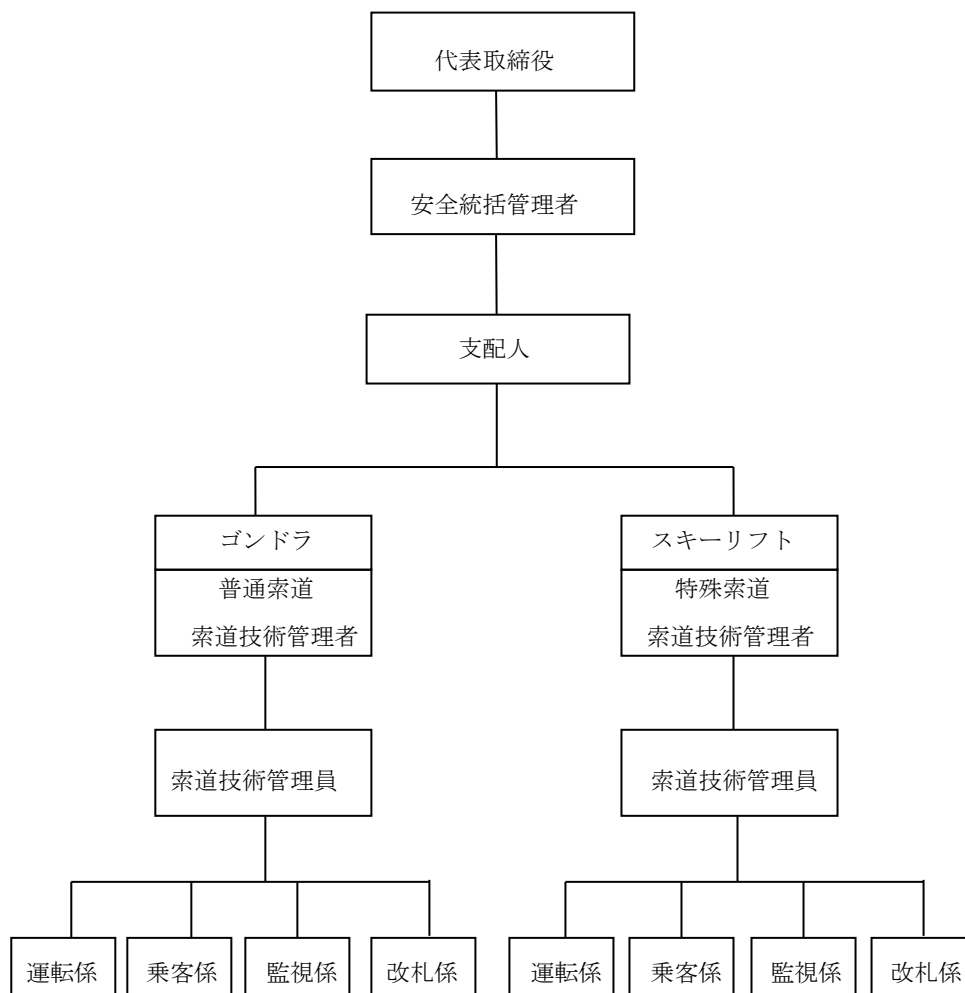 代表取締役
安全統括管理者
支配人
ゴンドラ
普通索道
索道技術管理者
スキーリフト
特殊索道
索道技術管理者
索道技術管理員
索道技術管理員
運転係
乗客係
監視係
改札係
運転係
乗客係
監視係
改札係